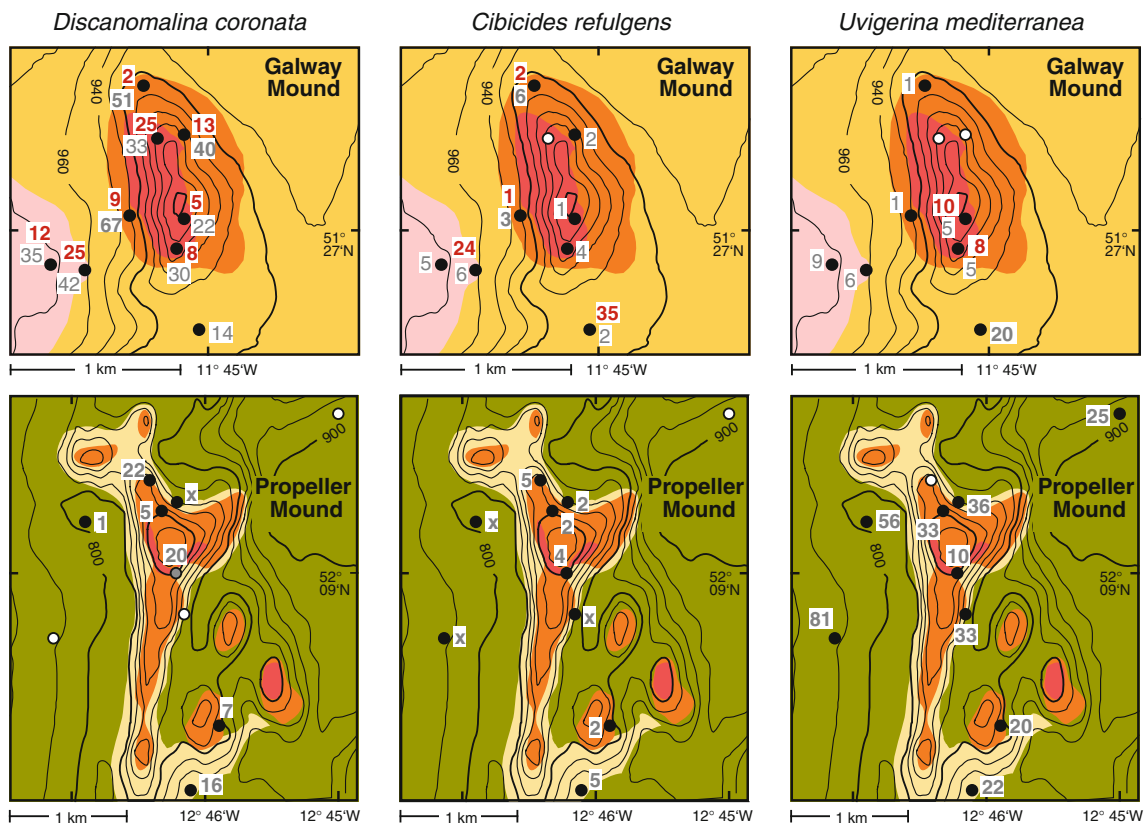 Discanomalina coronata
Cibicides refulgens
Uvigerina mediterranea
Galway
Mound
940
960
2
51
25
33
13
40
9
67
5
22
8
30
12
35
25
42
14
51°
27'N
1 km
11° 45'W
Galway
Mound
940
960
2
6
2
1
3
1
4
5
24
6
35
2
51°
27'N
1 km
11° 45'W
Galway
Mound
940
960
1
1
10
5
8
5
9
6
20
51°
27'N
1 km
11° 45'W
900
Propeller
Mound
800
22
x
5
1
20
7
16
52°
09'N
1 km
12° 46'W
12° 45'W
900
Propeller
Mound
800
5
2
2
x
4
x
x
2
5
52°
09'N
1 km
12° 46'W
12° 45'W
25
900
Propeller
Mound
800
36
33
56
10
33
81
20
22
52°
09'N
1 km
12° 46'W
12° 45'W